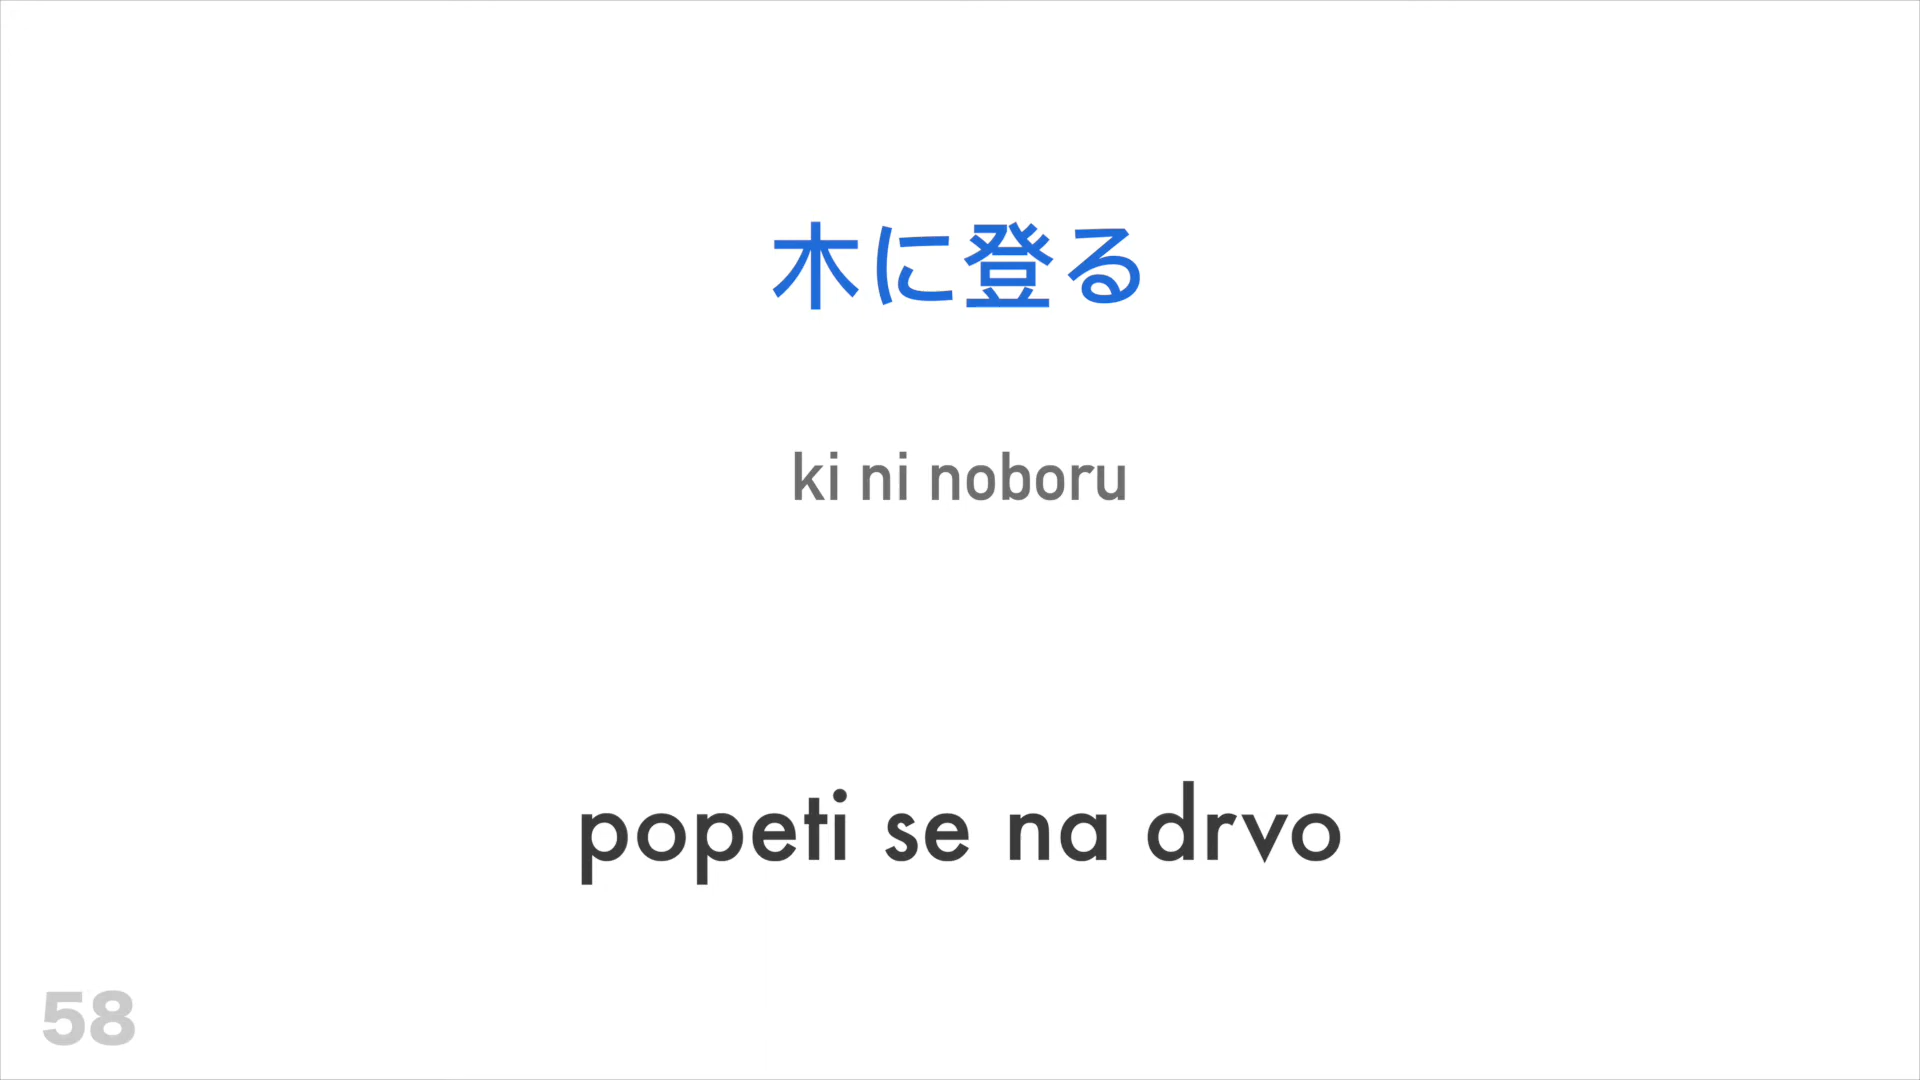 木に登る
ki ni noboru
popeti se na drvo
58